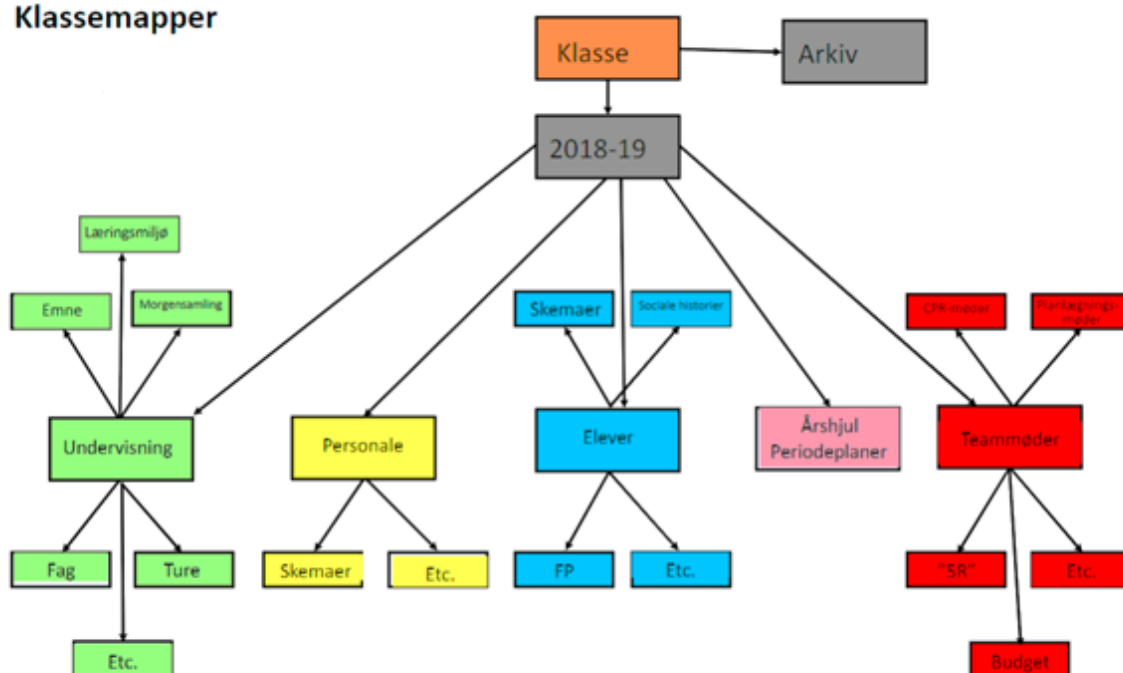 Klassemapper
Klasse
Arkiv
2018-19
Læringsmiljø
Emne
Morgensamling
Skemaer
Sociale historier
CPR-møder
Planlægnings-
møder
Undervisning
Personale
Elever
Årshjul
Periodeplaner
Teammøder
Fag
Ture
Skemaer
Etc.
FP
Etc.
"5R"
Etc.
Etc.
Budget